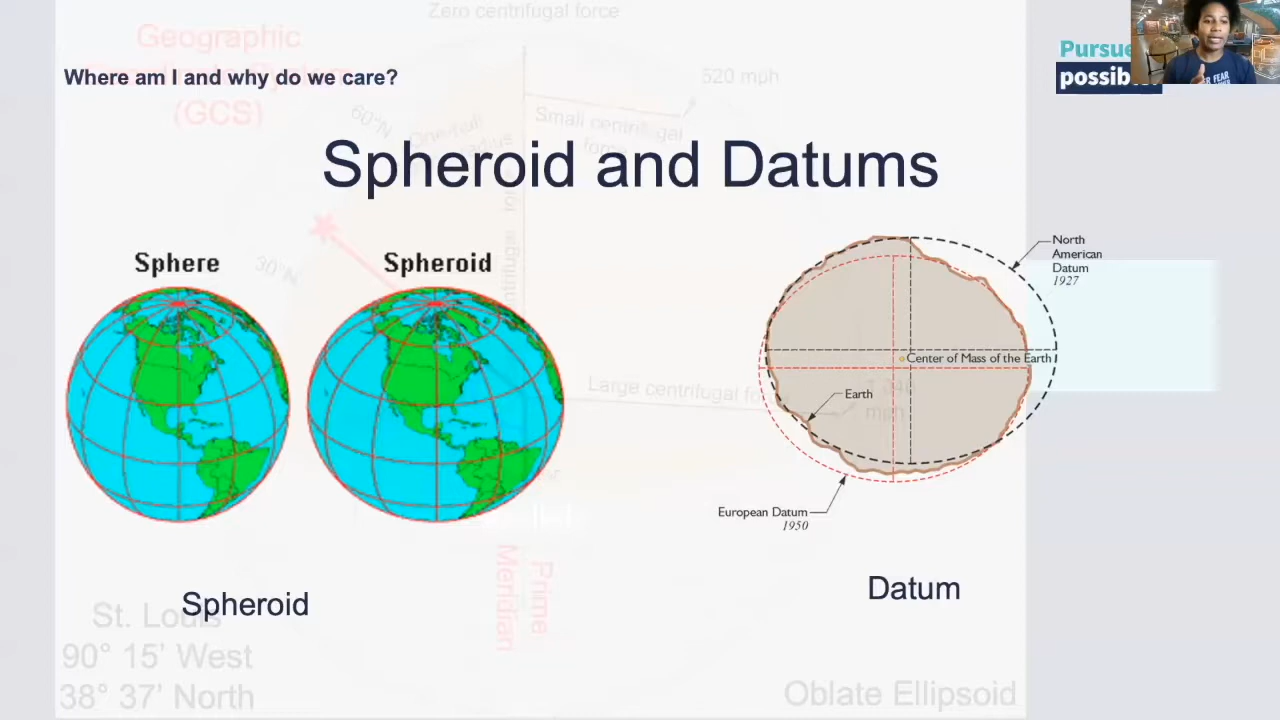 Zero centrifugal force
Geographic
(GCS)
Where am I and why do we care?
Pursue
520 mph
60°N
Small centrifugal
force
Spheroid and Datums
Sphere
Spheroid
30°N
North
American
Datum
1927
Center of Mass of the Earth
Large centrifugal
mph
Earth
European Datum
1950
Prime
Meridian
Spheroid
Datum
St. Louis
90° 15’ West
38° 37’ North
Oblate Ellipsoid